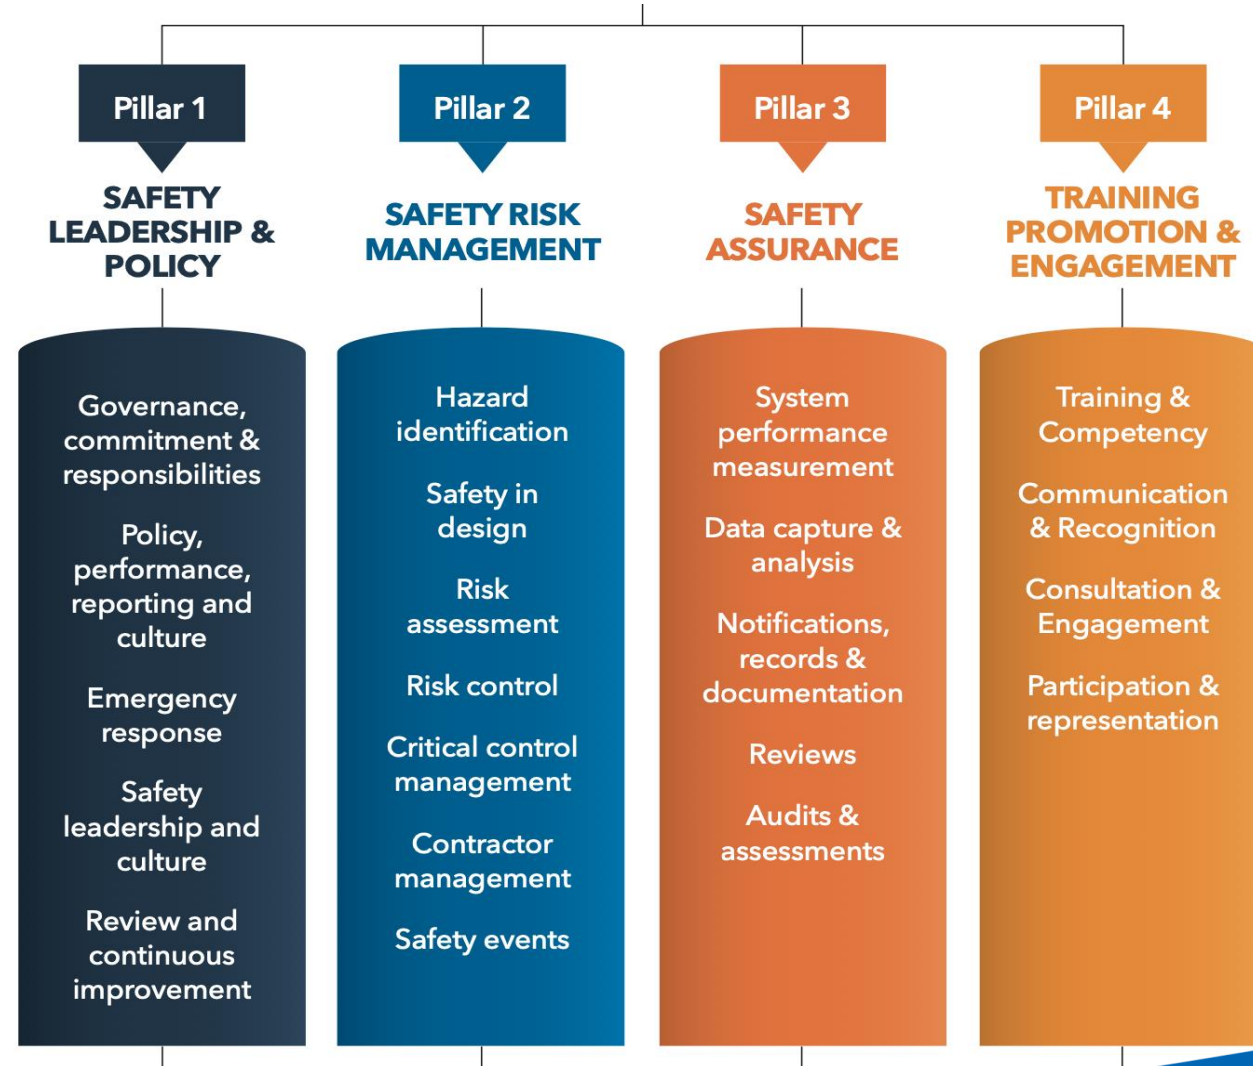 Pillar 1
SAFETY
LEADERSHIP &
POLICY
Governance,
commitment &
responsibilities
Policy,
performance,
reporting and
culture
Emergency
response
Safety
leadership and
culture
Review and
continuous
improvement
Pillar 2
SAFETY RISK
MANAGEMENT
Hazard
identification
Safety in
design
Risk
assessment
Risk control
Critical control
management
Contractor
management
Safety events
Pillar 3
SAFETY
ASSURANCE
System
performance
measurement
Data capture &
analysis
Notifications,
records &
documentation
Reviews
Audits &
assessments
Pillar 4
TRAINING
PROMOTION &
ENGAGEMENT
Training &
Competency
Communication
& Recognition
Consultation &
Engagement
Participation &
representation